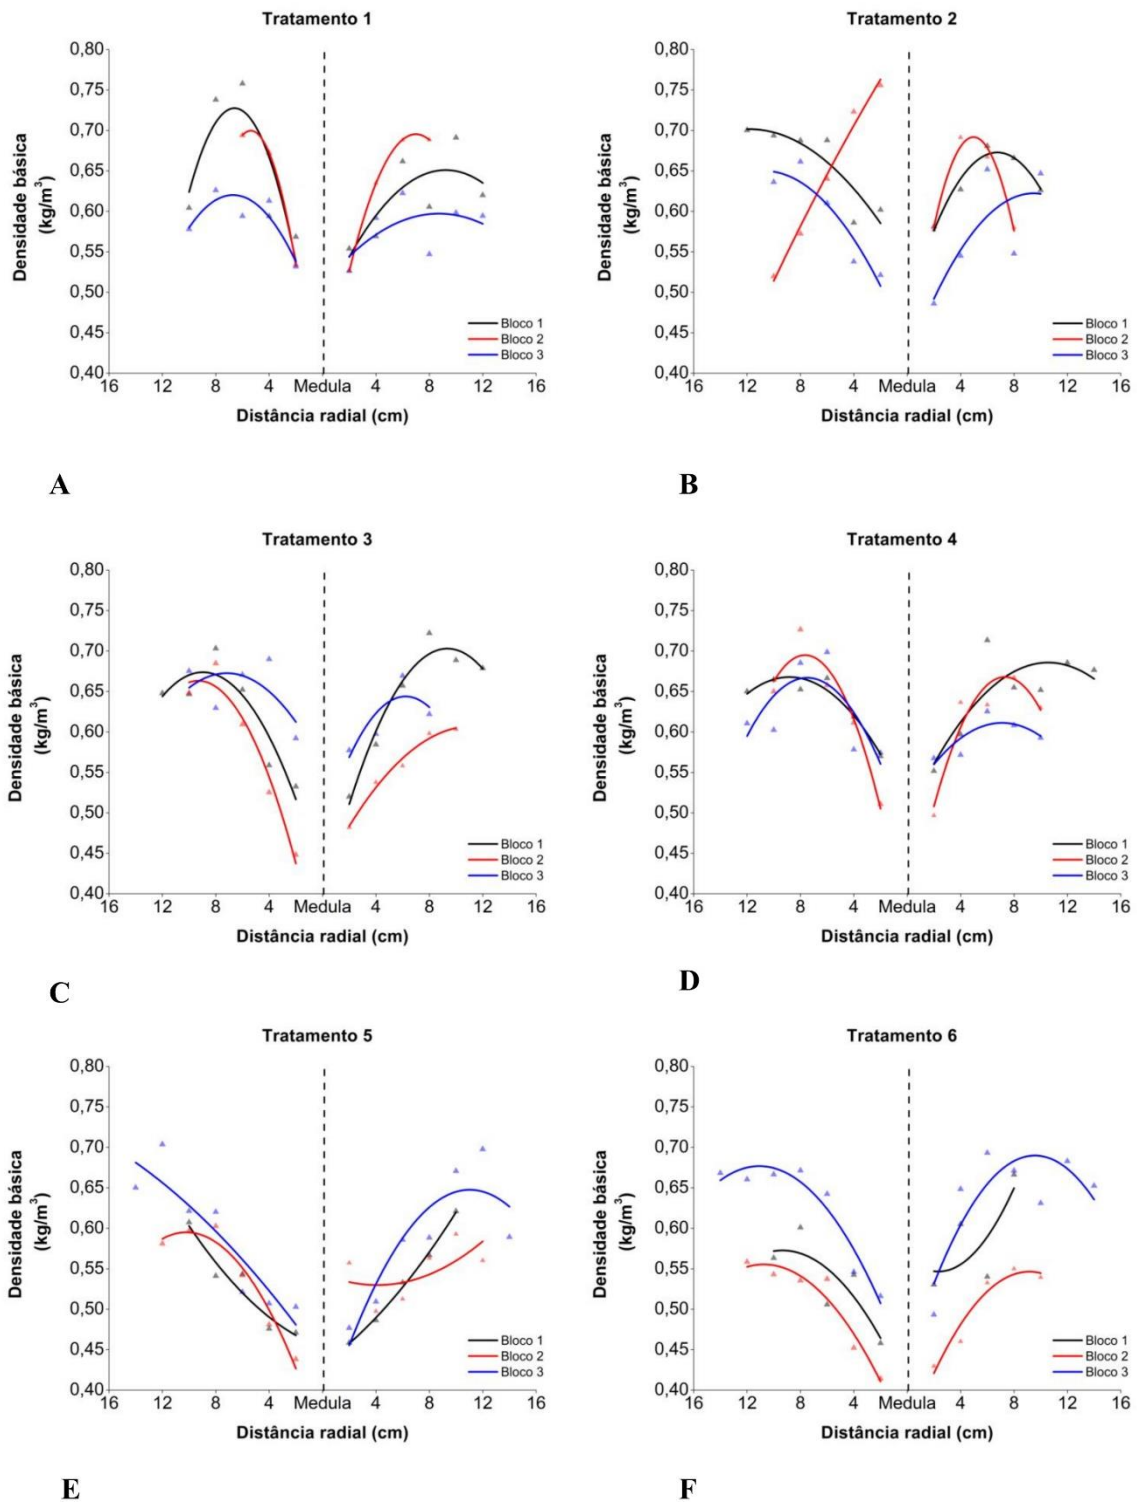 Tratamento 1
Densidade básica
(kg/m³)
0,80
0,75
0,70
0,65
0,60
0,55
0,50
0,45
0,40
Bloco 1
Bloco 2
Bloco 3
16 12 8 4 Medula 4 8 12 16
Distância radial (cm)
A
Tratamento 2
Densidade básica
(kg/m³)
0,80
0,75
0,70
0,65
0,60
0,55
0,50
0,45
0,40
Bloco 1
Bloco 2
Bloco 3
16 12 8 4 Medula 4 8 12 16
Distância radial (cm)
B
Tratamento 3
Densidade básica
(kg/m³)
0,80
0,75
0,70
0,65
0,60
0,55
0,50
0,45
0,40
Bloco 1
Bloco 2
Bloco 3
16 12 8 4 Medula 4 8 12 16
Distância radial (cm)
C
Tratamento 4
Densidade básica
(kg/m³)
0,80
0,75
0,70
0,65
0,60
0,55
0,50
0,45
0,40
Bloco 1
Bloco 2
Bloco 3
16 12 8 4 Medula 4 8 12 16
Distância radial (cm)
D
Tratamento 5
Densidade básica
(kg/m³)
0,80
0,75
0,70
0,65
0,60
0,55
0,50
0,45
0,40
Bloco 1
Bloco 2
Bloco 3
16 12 8 4 Medula 4 8 12 16
Distância radial (cm)
E
Tratamento 6
Densidade básica
(kg/m³)
0,80
0,75
0,70
0,65
0,60
0,55
0,50
0,45
0,40
Bloco 1
Bloco 2
Bloco 3
16 12 8 4 Medula 4 8 12 16
Distância radial (cm)
F